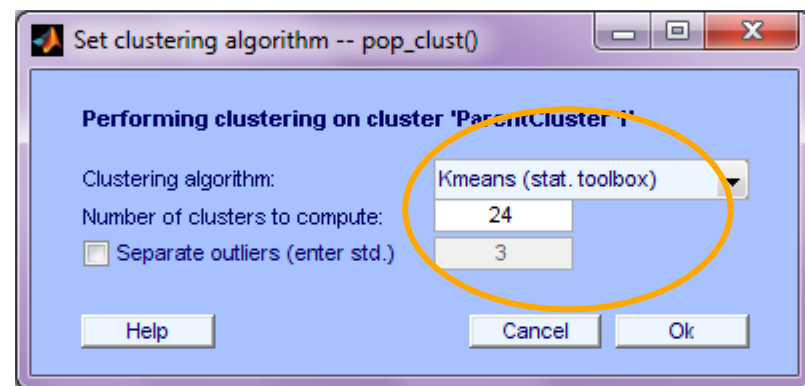 Set clustering algorithm -- pop_clust()
Performing clustering on cluster 'ParentCluster 1'
Clustering algorithm: Kmeans (stat. toolbox)
Number of clusters to compute: 24
Separate outliers (enter std.) 3
Help Cancel Ok